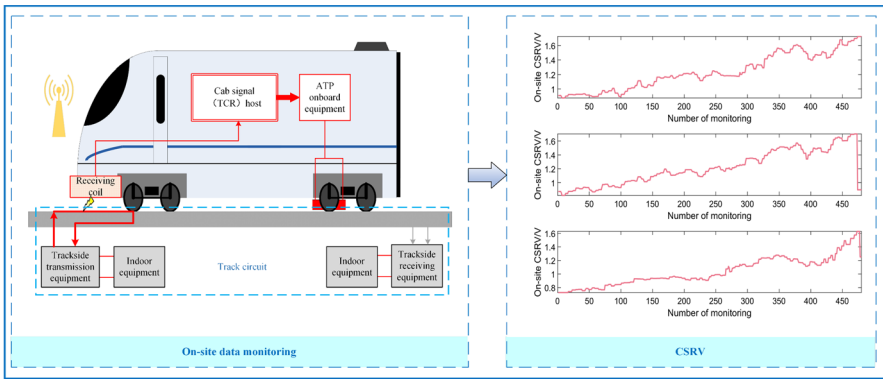 Cab signal
（TCR）host
ATP
onboard
equipment
Receiving
coil
Trackside
transmission
equipment
Indoor
equipment
Track circuit
Indoor
equipment
Trackside
receiving
equipment
On-site data monitoring
On-site CSRV/V
1.6
1.4
1.2
1
0 50 100 150 200 250 300 350 400 450
Number of monitoring
On-site CSRV/V
1.6
1.4
1.2
1
0 50 100 150 200 250 300 350 400 450
Number of monitoring
On-site CSRV/V
1.6
1.4
1.2
1
0.8
0 50 100 150 200 250 300 350 400 450
Number of monitoring
CSRV